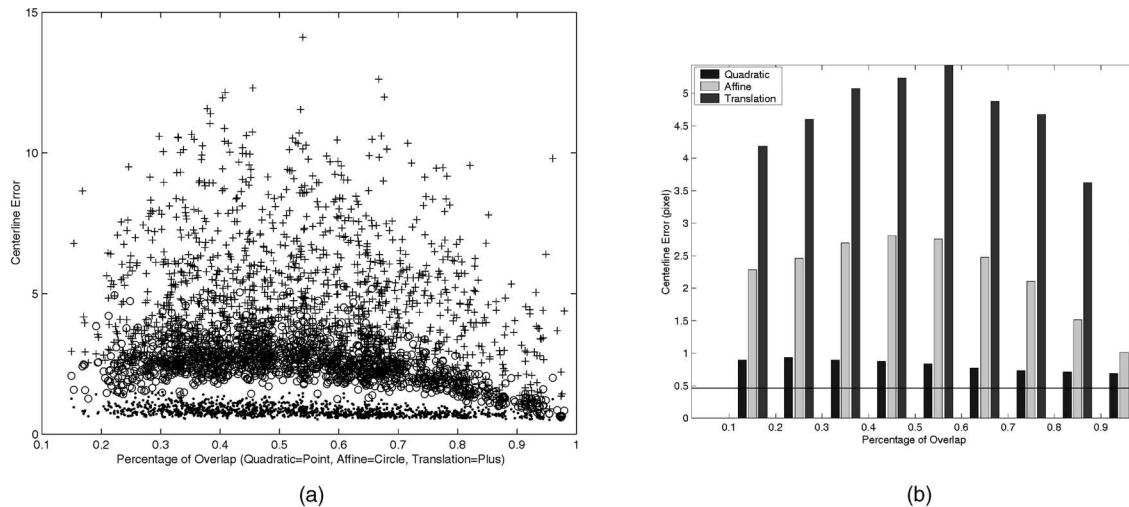 15
10
5
0
Centerline Error
0.1 0.2 0.3 0.4 0.5 0.6 0.7 0.8 0.9 1
Percentage of Overlap (Quadratic=Point, Affine=Circle, Translation=Plus)
(a)
Quadratic
Affine
Translation
5
4.5
4
3.5
3
2.5
2
1.5
1
0.5
0
Centerline Error (pixel)
0.1 0.2 0.3 0.4 0.5 0.6 0.7 0.8 0.9
Percentage of Overlap
(b)